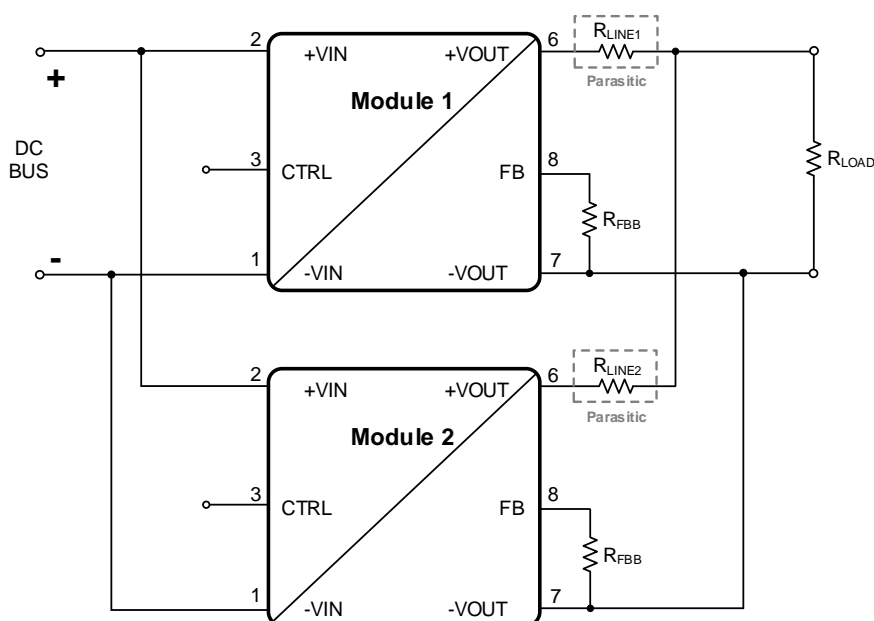 2 +VIN +VOUT 6 RLINE1
Parasitic
+
Module 1
DC
BUS
3 CTRL FB 8
RFBB
RLOAD
-
1 -VIN -VOUT 7
2 +VIN +VOUT 6 RLINE2
Parasitic
Module 2
3 CTRL FB 8
RFBB
1 -VIN -VOUT 7